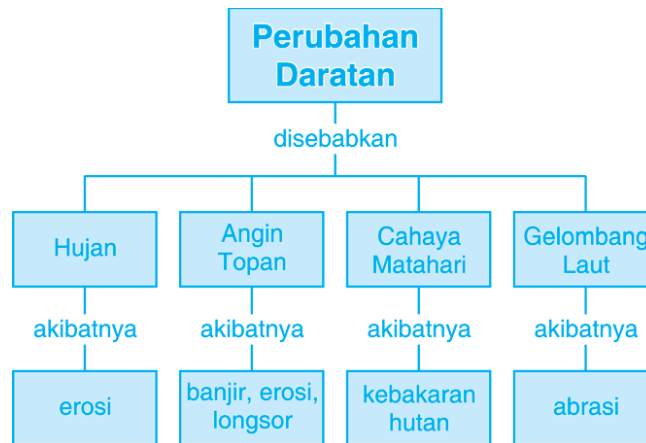 Perubahan
Daratan
disebabkan
Hujan
Angin
Topan
Cahaya
Matahari
Gelombang
Laut
akibatnya
akibatnya
akibatnya
akibatnya
erosi
banjir, erosi,
longsor
kebakaran
hutan
abrasi